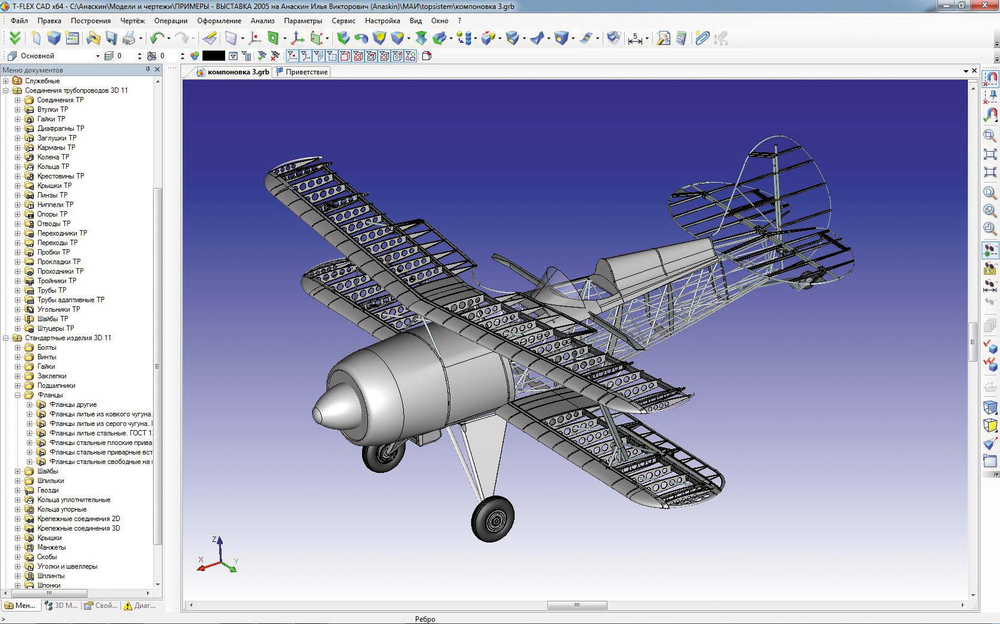 T-FLEX CAD x64 - C:\Анаскин\Модели и чертежи\ПРИМЕРЫ - ВЫСТАВКА 2005 на Анаскин Илья Викторович (Anaskin)\МАИ\topsistem\компоновка 3.grb
Файл Правка Построения Чертёж Операции Оформление Анализ Параметры Сервис Настройка Вид Окно ?
5
Основной 0 0
Меню документов
компоновка 3.grb Приветствие
Служебные
Соединения трубопроводов 3D 11
Соединения ТР
Втулки ТР
Гайки ТР
Диафрагмы ТР
Заглушки ТР
Карманы ТР
Колена ТР
Кольца ТР
Крестовины ТР
Крышки ТР
Линзы ТР
Ниппели ТР
Опоры ТР
Отводы ТР
Переходники ТР
Переходы ТР
Пробки ТР
Прокладки ТР
Проходники ТР
Тройники ТР
Трубы ТР
Трубы адаптивные ТР
Угольники ТР
Шайбы ТР
Штуцеры ТР
Стандартные изделия 3D 11
Болты
Винты
Гайки
Заклепки
Подшипники
Фланцы
Фланцы другие
Фланцы литые из ковкого чугуна.
Фланцы литые из серого чугуна.
Фланцы литые стальные. ГОСТ 1
Фланцы стальные плоские прива
Фланцы стальные приварные вст
Фланцы стальные свободные на
Шайбы
Шпильки
Гвозди
Кольца уплотнительные
Кольца упорные
Крепежные соединения 2D
Крепежные соединения 3D
Крышки
Манжеты
Скобы
Уголки и швеллеры
Шплинты
Шпонки
Z
X
Y
Мен... 3D М... Свой... Диаг...
>
Ребро